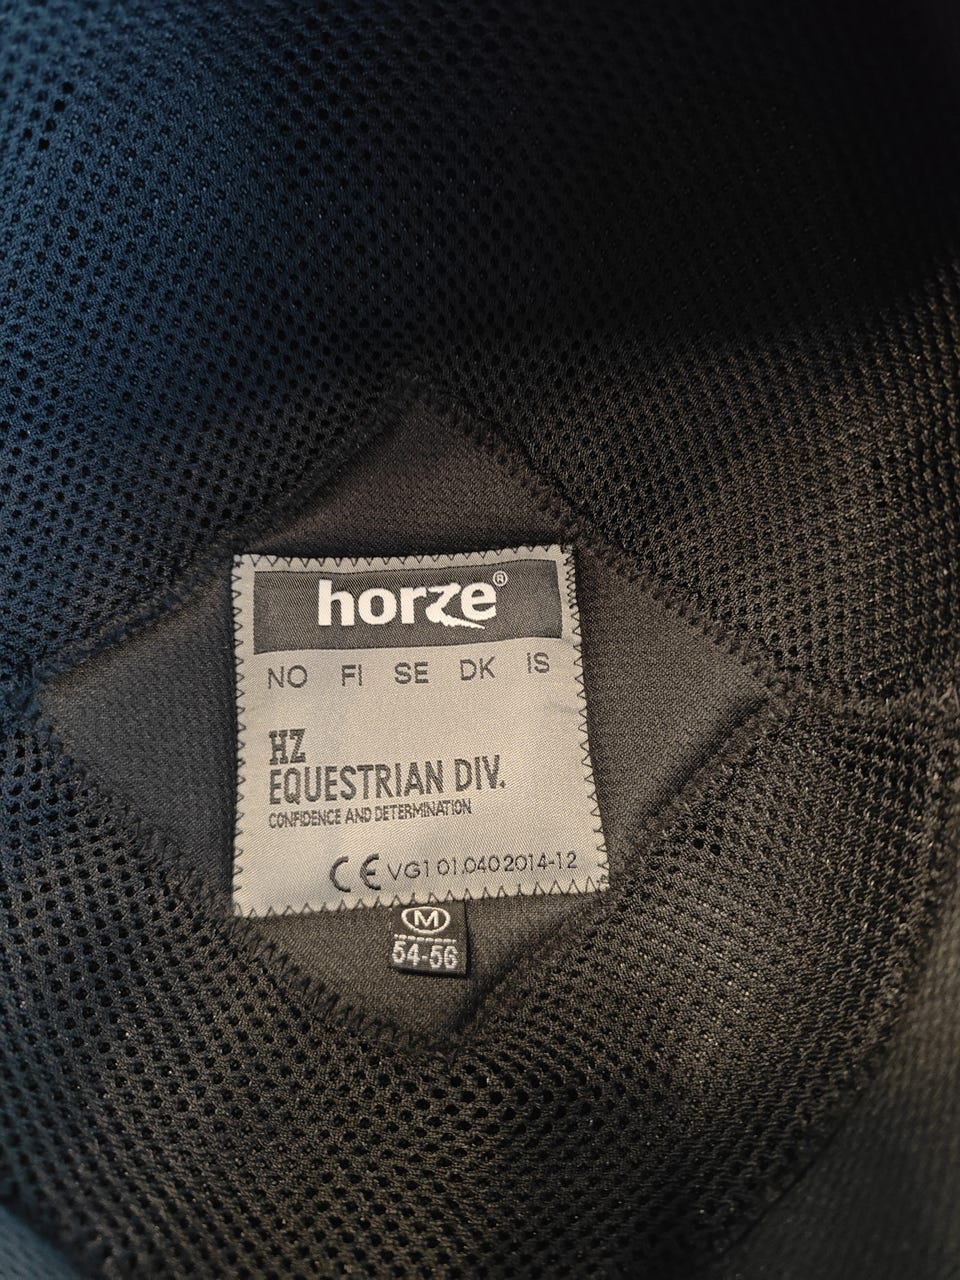 horze®
NO FI SE DK IS
HZ
EQUESTRIAN DIV.
CONFIDENCE AND DETERMINATION
CE VG1 01.040 2014-12
M
54-56